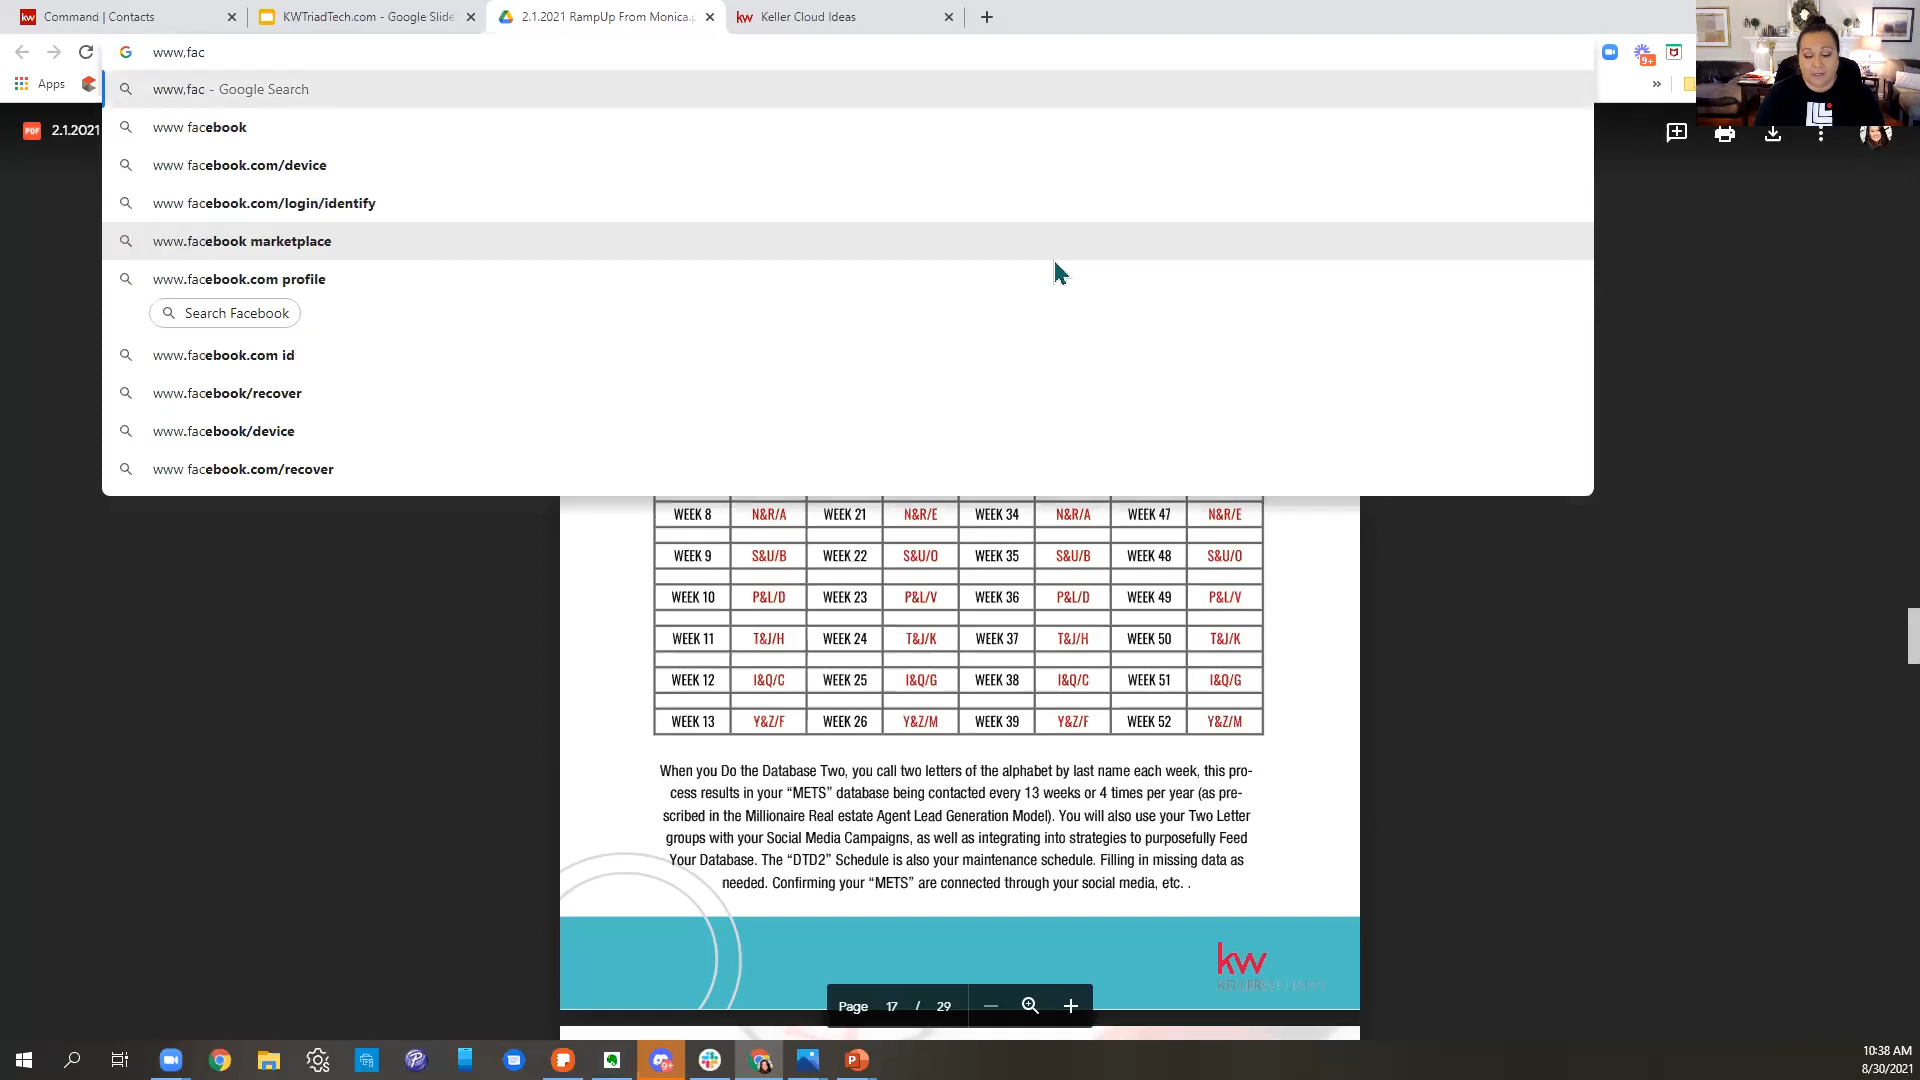 Command | Contacts
KWTriadTech.com - Google Slide
2.1.2021 RampUp From Monica.p
kw Keller Cloud Ideas
www,fac
Apps
9+
www,fac - Google Search
www facebook
www facebook.com/device
www facebook.com/login/identify
www.facebook marketplace
www.facebook.com profile
Search Facebook
www.facebook.com id
www.facebook/recover
www.facebook/device
www facebook.com/recover
PDF 2.1.2021
WEEK 8 N&R/A WEEK 21 N&R/E WEEK 34 N&R/A WEEK 47 N&R/E
WEEK 9 S&U/B WEEK 22 S&U/O WEEK 35 S&U/B WEEK 48 S&U/O
WEEK 10 P&L/D WEEK 23 P&L/V WEEK 36 P&L/D WEEK 49 P&L/V
WEEK 11 T&J/H WEEK 24 T&J/K WEEK 37 T&J/H WEEK 50 T&J/K
WEEK 12 I&Q/C WEEK 25 I&Q/G WEEK 38 I&Q/C WEEK 51 I&Q/G
WEEK 13 Y&Z/F WEEK 26 Y&Z/M WEEK 39 Y&Z/F WEEK 52 Y&Z/M
When you Do the Database Two, you call two letters of the alphabet by last name each week, this pro-
cess results in your “METS” database being contacted every 13 weeks or 4 times per year (as pre-
scribed in the Millionaire Real estate Agent Lead Generation Model). You will also use your Two Letter
groups with your Social Media Campaigns, as well as integrating into strategies to purposefully Feed
Your Database. The “DTD2” Schedule is also your maintenance schedule. Filling in missing data as
needed. Confirming your “METS” are connected through your social media, etc. .
kw
KELLERWILLIAMS
Page 17 / 29
9+
10:38 AM
8/30/2021